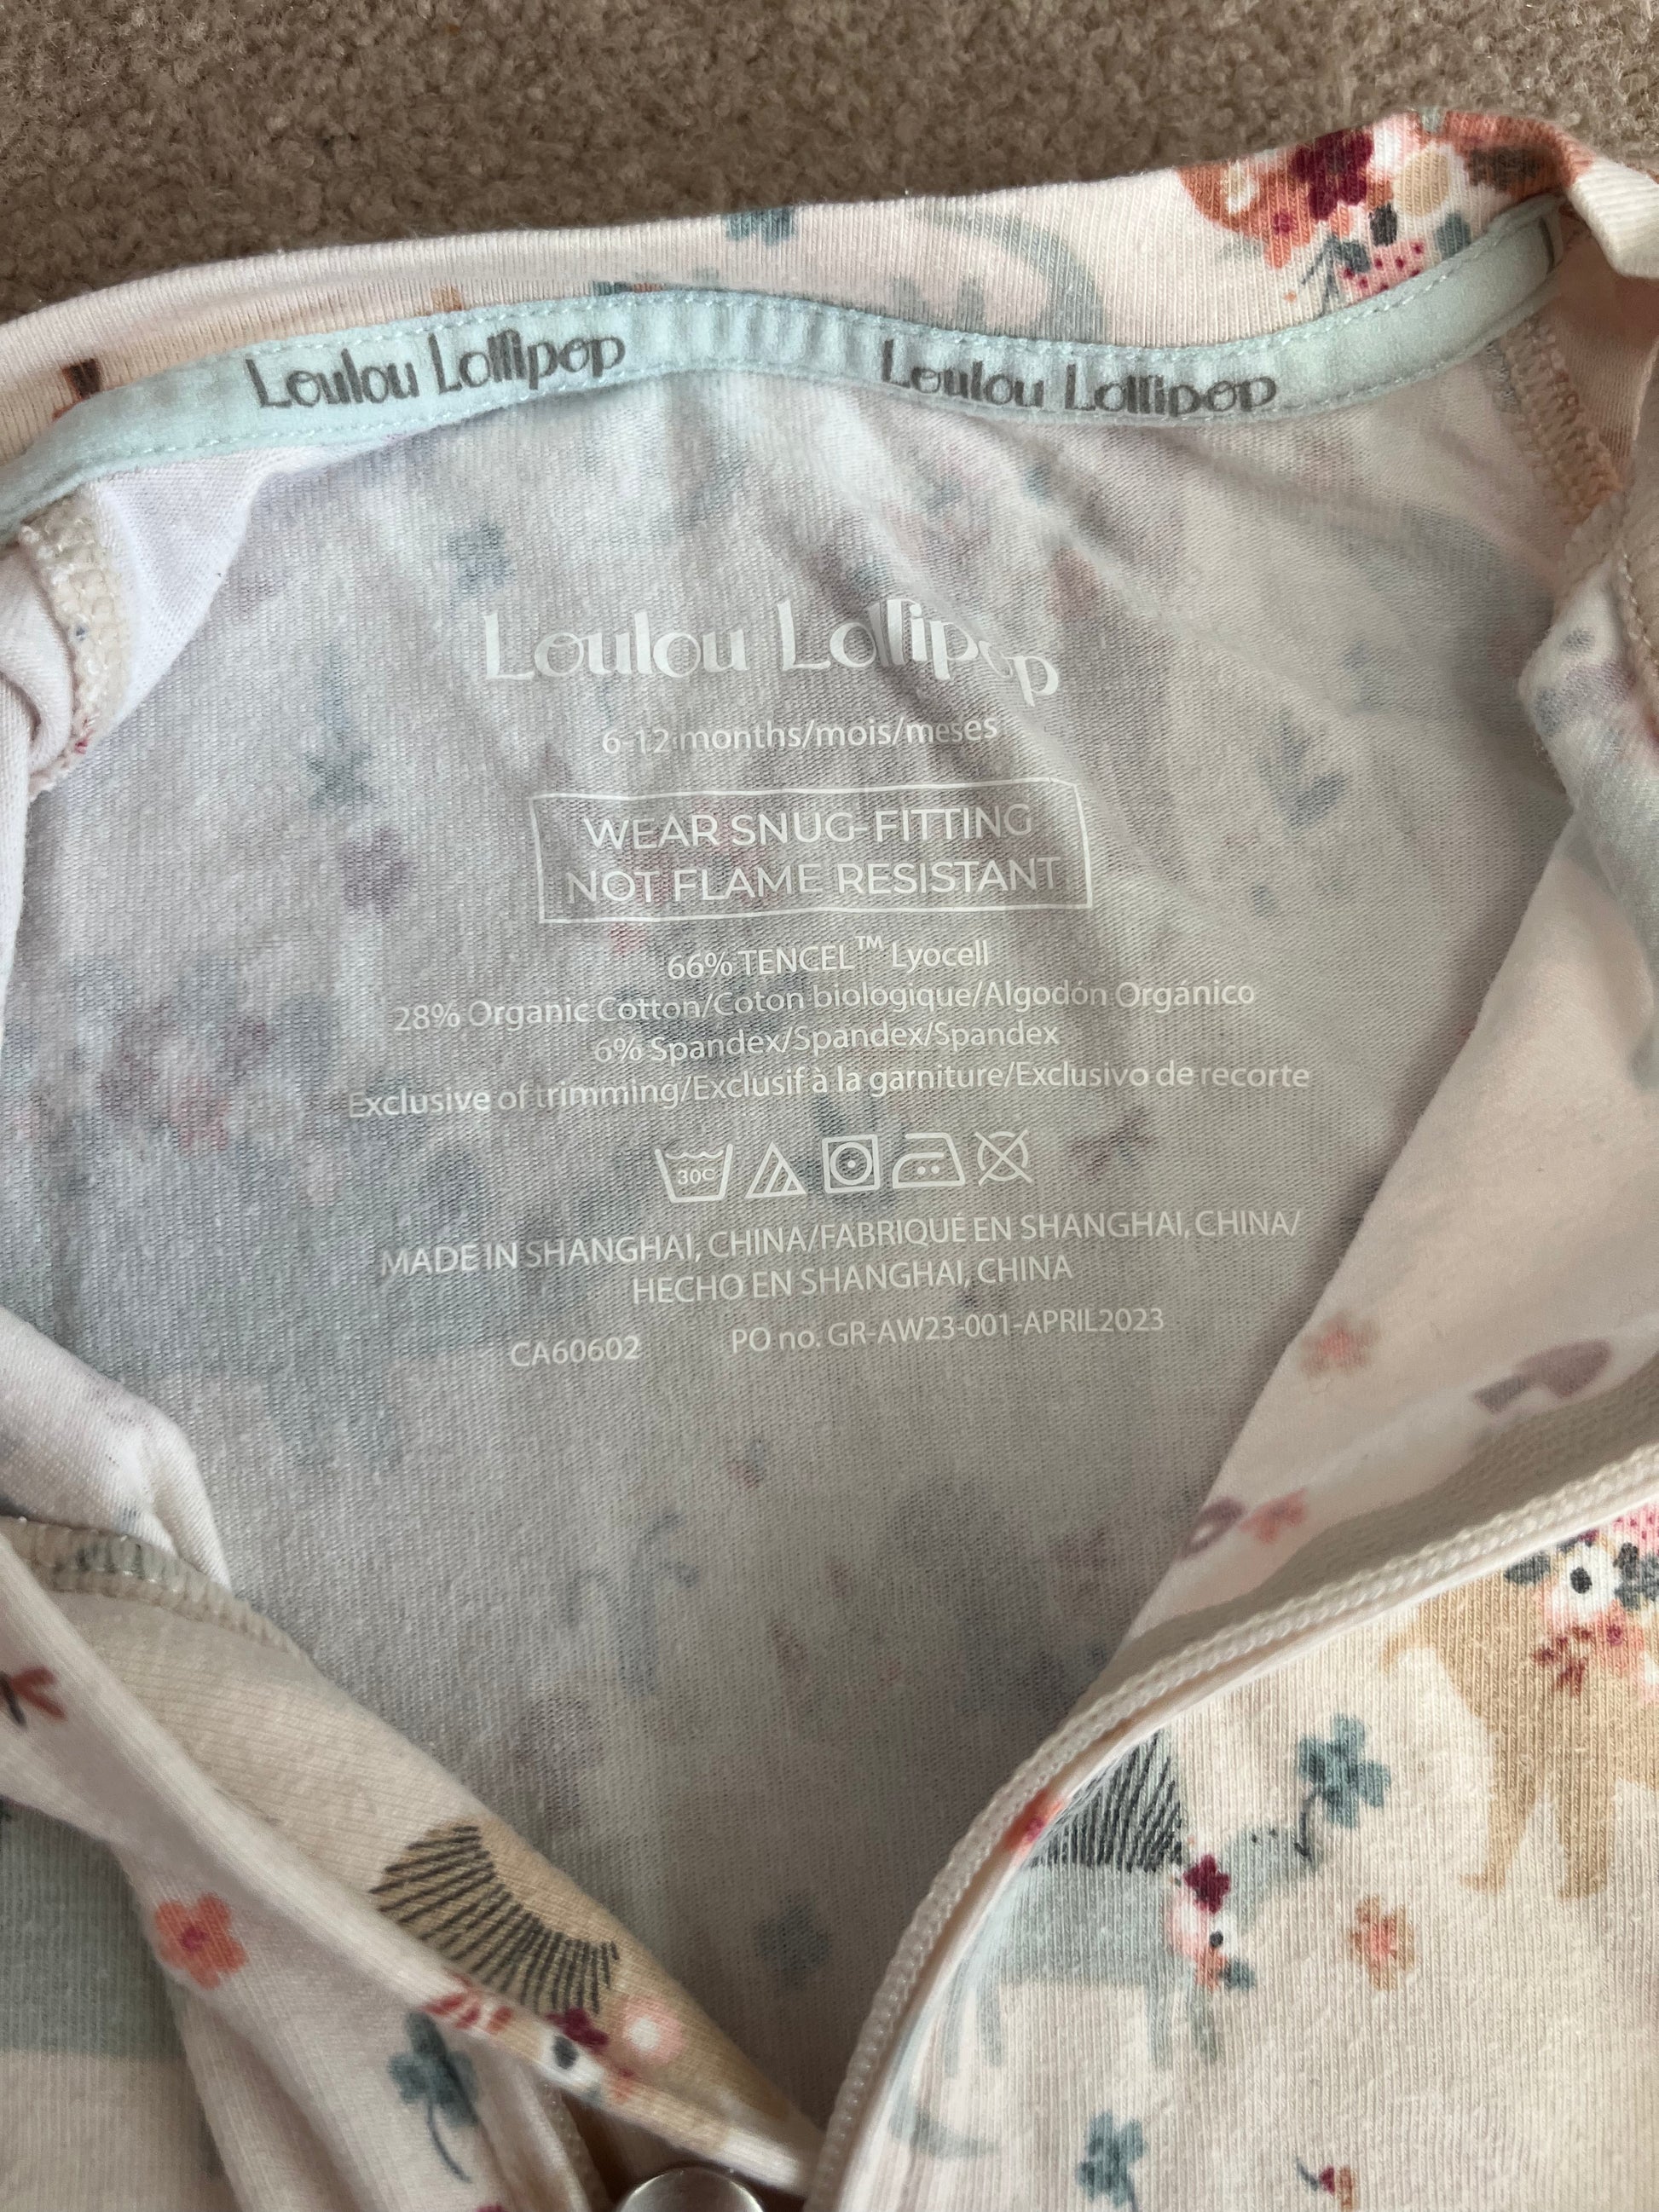 Loulou Lollipop Loulou Lollipop
Loulou Lollipop
6-12 months/mois/meses
WEAR SNUG-FITTING
NOT FLAME RESISTANT
66% TENCEL™ Lyocell
28% Organic Cotton/Coton biologique/Algodón Orgánico
6% Spandex/Spandex/Spandex
Exclusive of trimming/Exclusif à la garniture/Exclusivo de recorte
30C
MADE IN SHANGHAI, CHINA/FABRIQUÉ EN SHANGHAI, CHINA/
HECHO EN SHANGHAI, CHINA
CA60602 PO no. GR-AW23-001-APRIL2023